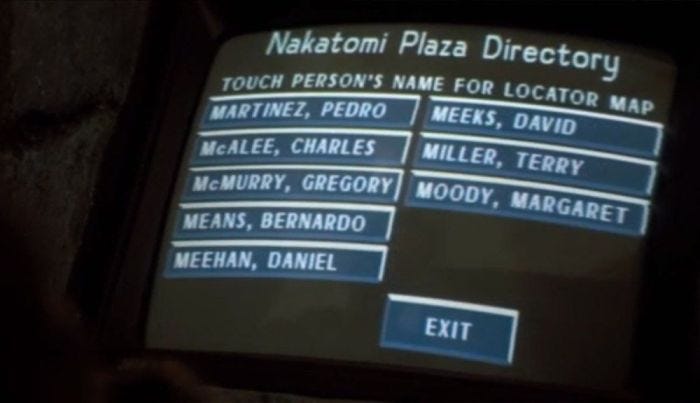 Nakatomi Plaza Directory
TOUCH PERSON'S NAME FOR LOCATOR MAP
MARTINEZ, PEDRO
McALEE, CHARLES
McMURRY, GREGORY
MEANS, BERNARDO
MEEHAN, DANIEL
MEEKS, DAVID
MILLER, TERRY
MOODY, MARGARET
EXIT